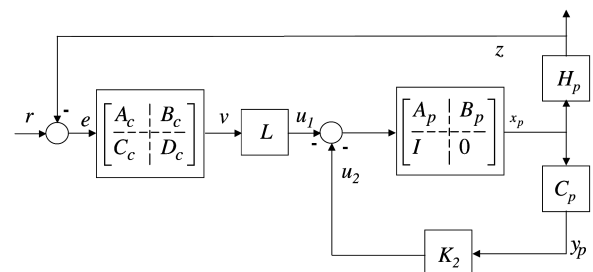 z
H_p
r
-
e
A_c B_c
C_c D_c
v
L
u_1
-
-
u_2
A_p B_p
I 0
x_p
C_p
K_2
y_p